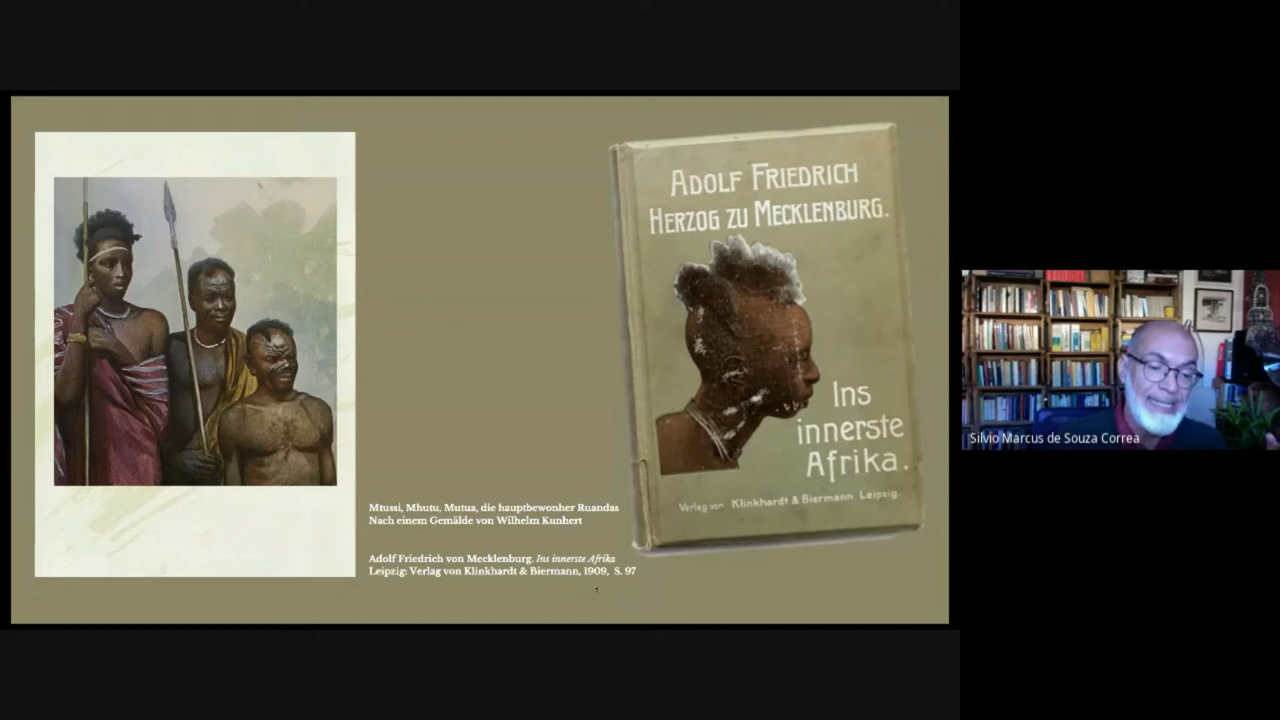 ADOLF FRIEDRICH
HERZOG ZU MECKLENBURG.
Ins
innerste
Afrika.
Verlag von Klinkhardt & Biermann Leipzig.
Mtussi, Mhutu, Mutua, die hauptbewonher Ruandas
Nach einem Gemälde von Wilhelm Kunhert
Adolf Friedrich von Mecklenburg. Ins innerste Afrika
Leipzig: Verlag von Klinkhardt & Biermann, 1909, S. 97
Silvio Marcus de Souza Correa